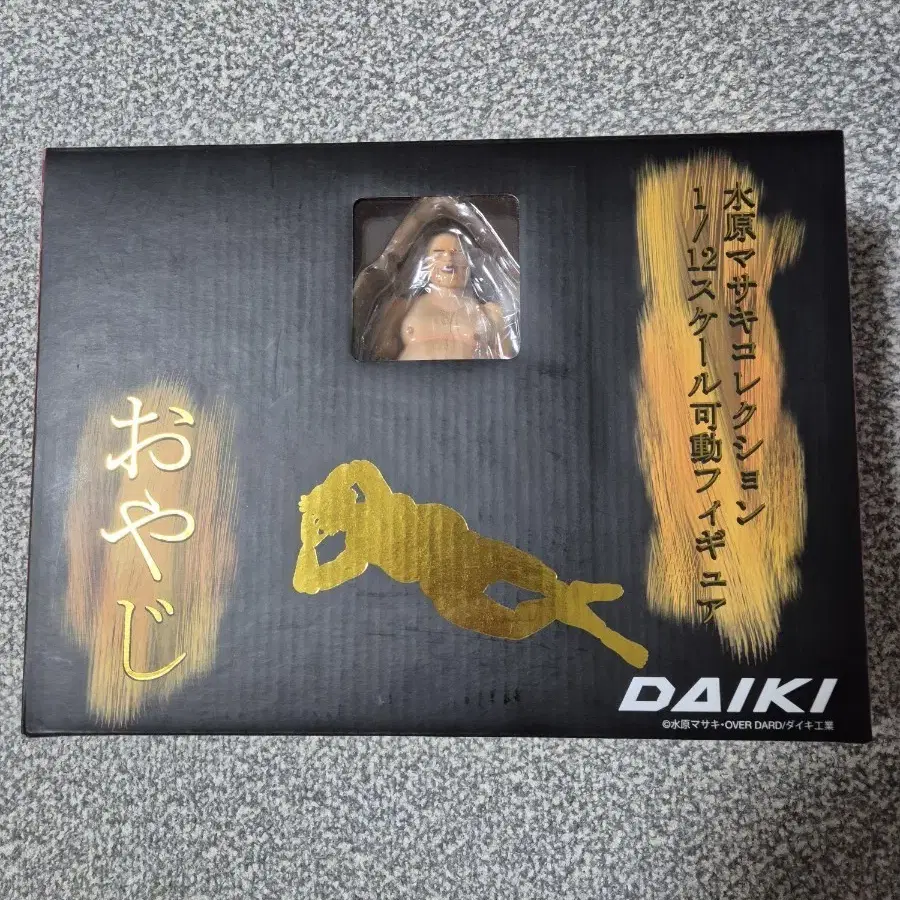 水原マサキコレクション
1/12スケール可動フィギュア
おやじ
DAIKI
©水原マサキ・OVER DARD/ダイキ工業